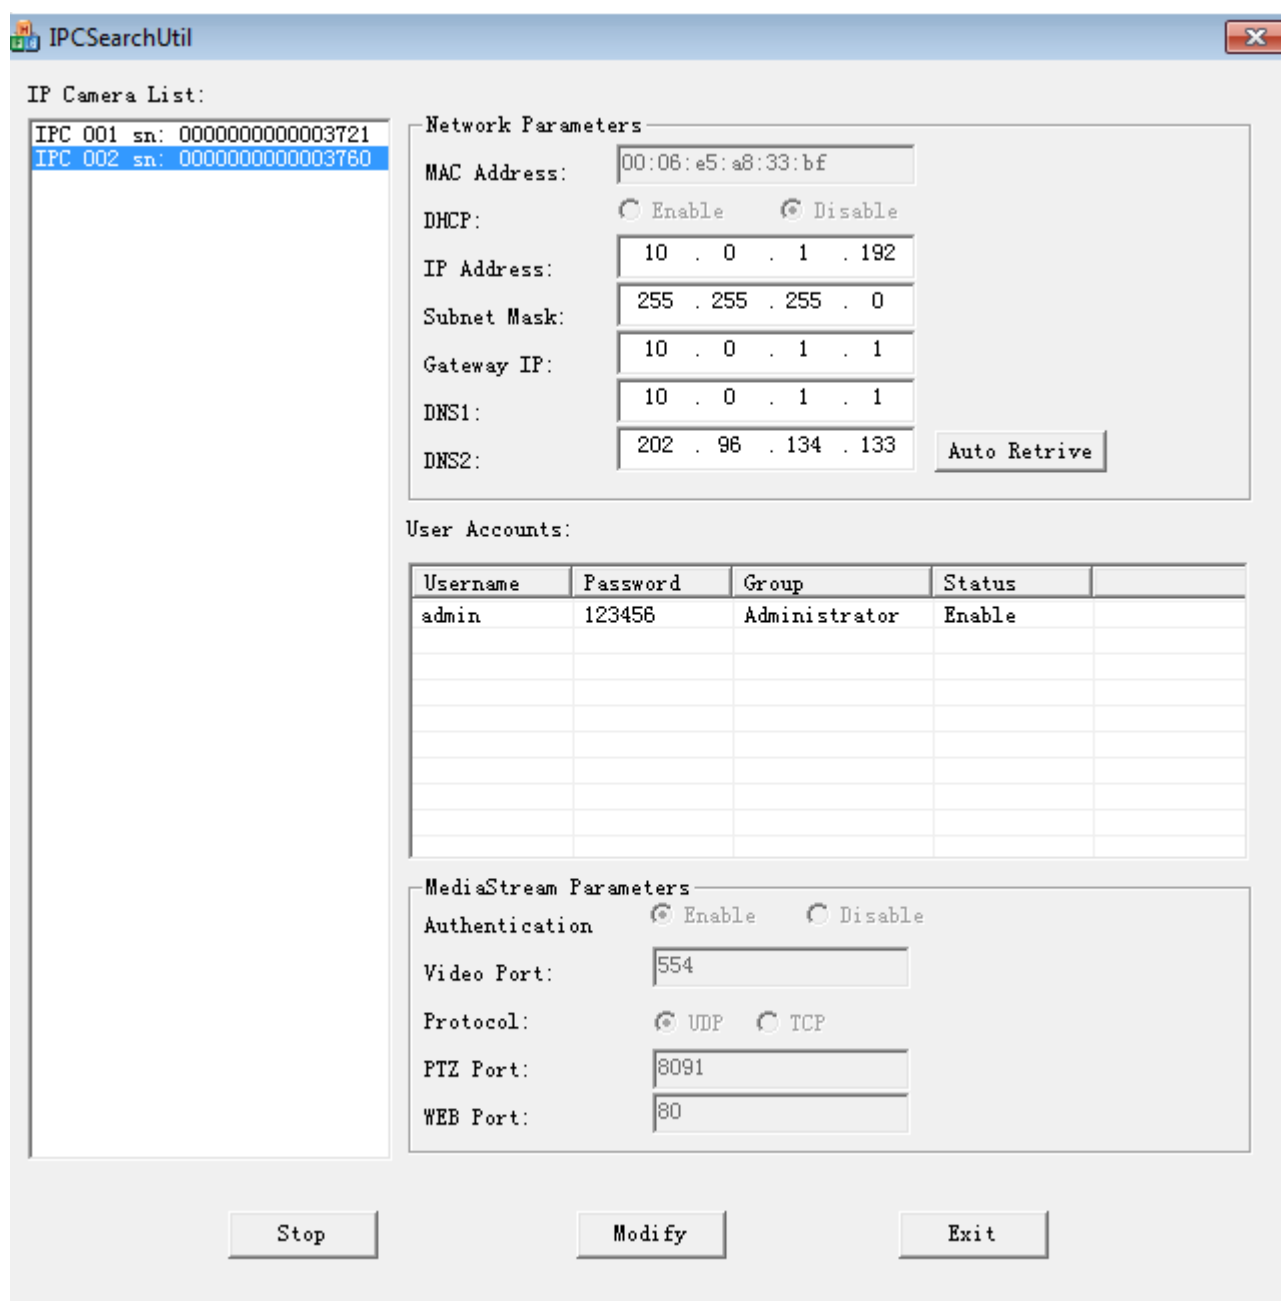 IPCSearchUtil
IP Camera List:
IPC 001 sn: 0000000000003721
IPC 002 sn: 0000000000003760
Network Parameters
MAC Address: 00:06:e5:a8:33:bf
DHCP: Enable Disable
IP Address: 10 . 0 . 1 . 192
Subnet Mask: 255 . 255 . 255 . 0
Gateway IP: 10 . 0 . 1 . 1
DNS1: 10 . 0 . 1 . 1
DNS2: 202 . 96 . 134 . 133 Auto Retrive
User Accounts:
Username Password Group Status
admin 123456 Administrator Enable
MediaStream Parameters
Authentication Enable Disable
Video Port: 554
Protocol: UDP TCP
PTZ Port: 8091
WEB Port: 80
Stop Modify Exit